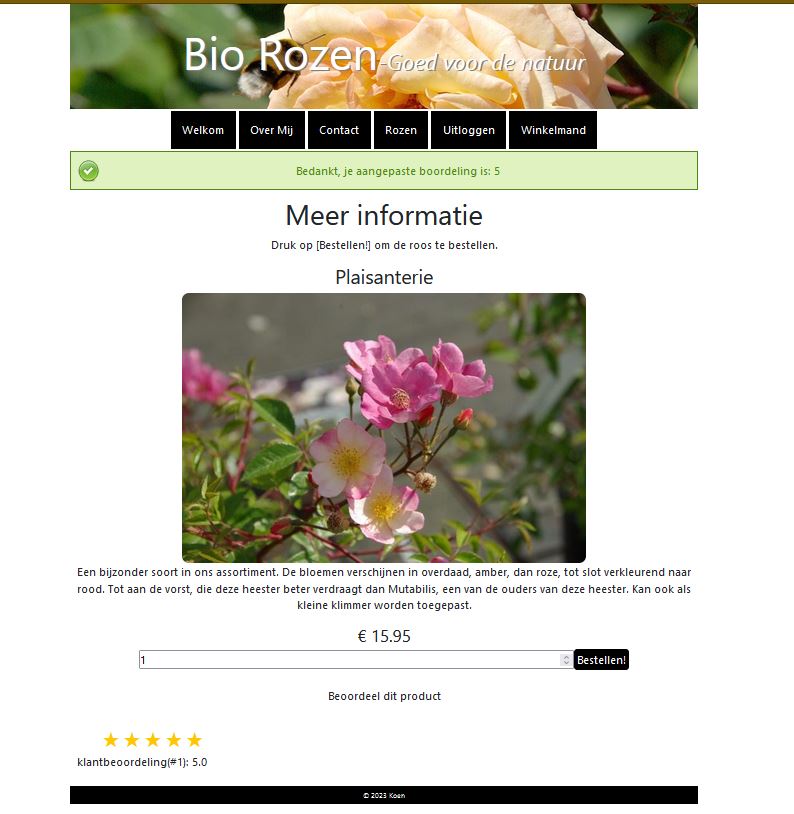 Bio Rozen-Goed voor de natuur
Welkom Over Mij Contact Rozen Uitloggen Winkelmand
Bedankt, je aangepaste boordeling is: 5
Meer informatie
Druk op [Bestellen!] om de roos te bestellen.
Plaisanterie
Een bijzonder soort in ons assortiment. De bloemen verschijnen in overdaad, amber, dan roze, tot slot verkleurend naar
rood. Tot aan de vorst, die deze heester beter verdraagt dan Mutabilis, een van de ouders van deze heester. Kan ook als
kleine klimmer worden toegepast.
€ 15.95
1 Bestellen!
Beoordeel dit product
klantbeoordeling(#1): 5.0
© 2023 Koen